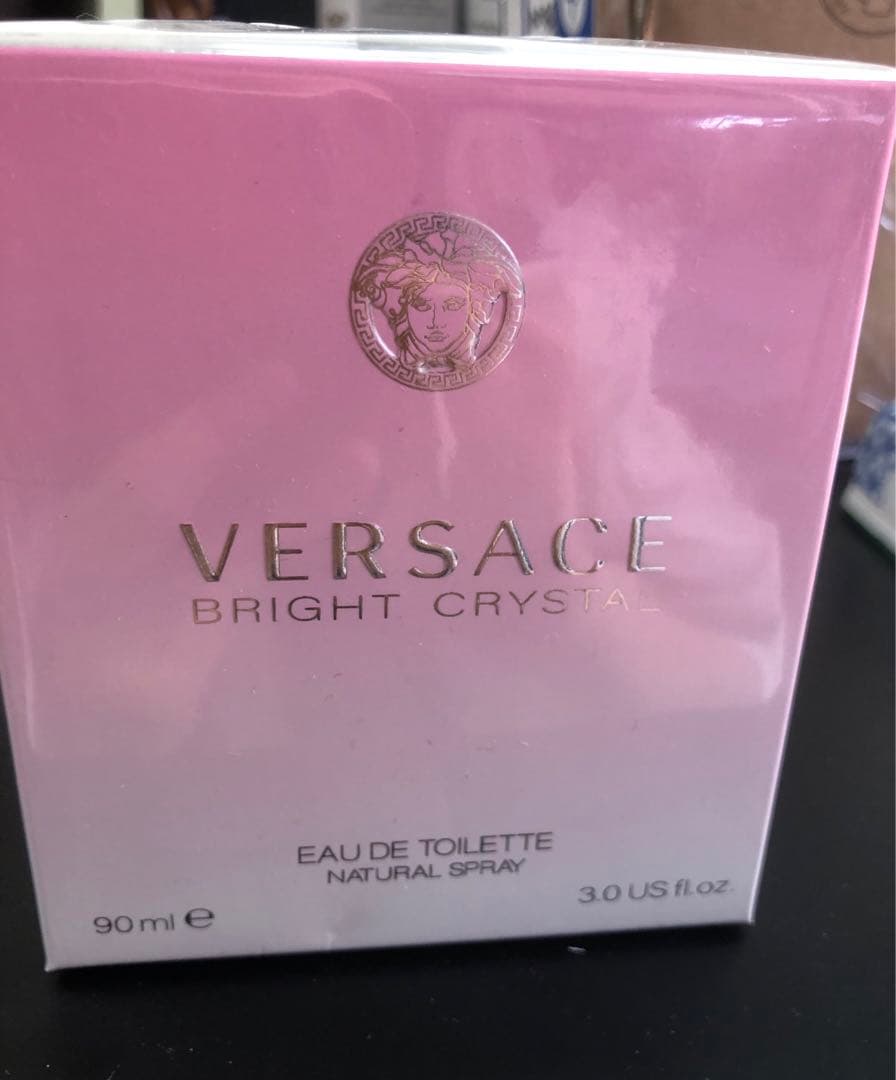 VERSACE
BRIGHT CRYSTAL
EAU DE TOILETTE
NATURAL SPRAY
90 ml e
3.0 US fl.oz.